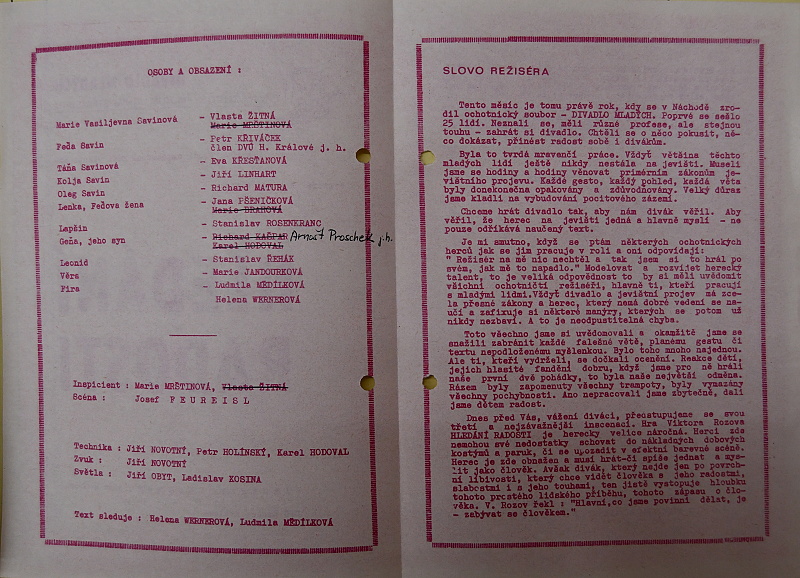 OSOBY A OBSAZENÍ :
Marie Vasiljevna Savinová - Vlasta ŽITNÁ
Marie MRŠTINOVÁ
Feďa Savin - Petr KŘIVÁČEK
člen DVÚ H. Králové j. h.
Táňa Savinová - Eva KŘESŤANOVÁ
Kolja Savin - Jiří LINHART
Oleg Savin - Richard MATURA
Lenka, Feďova žena - Jana PŠENIČKOVÁ
Marie DRAHOVÁ
Lapšin - Stanislav ROSENKRANC
Geňa, jeho syn - Richard KAŠPAR Arnošt Proschek j.h.
Karel HODOVAL
Leonid - Stanislav ŘEHÁK
Věra - Marie JANDOURKOVÁ
Fira - Ludmila MĚDÍLKOVÁ
Helena WERNEROVÁ
Inspicient : Marie MRŠTINOVÁ, Vlasta ŽITNÁ
Scéna : Josef FEUREISL
Technika : Jiří NOVOTNÝ, Petr HOLÍNSKÝ, Karel HODOVAL
Zvuk : Jiří NOVOTNÝ
Světla : Jiří OBYT, Ladislav KOSINA
Text sleduje : Helena WERNEROVÁ, Ludmila MĚDÍLKOVÁ
SLOVO REŽISÉRA
Tento měsíc je tomu právě rok, kdy se v Náchodě zro-
dil ochotnický soubor - DIVADLO MLADÝCH. Poprvé se sešlo
25 lidí. Neznali se, měli různé profese, ale stejnou
touhu - zahrát si divadlo. Chtěli se o něco pokusit, ně-
co dokázat, přinést radost sobě i divákům.
Byla to tvrdá mravenčí práce. Vždyť většina těchto
mladých lidí ještě nikdy nestála na jevišti. Museli
jsme se hodiny a hodiny věnovat primérním zákonům je-
vištního projevu. Každé gesto, každý pohled, každá věta
byly donekonečna opakovány a zdůvodňovány. Velký důraz
jsme kladli na vybudování pocitového zázemí.
Chceme hrát divadlo tak, aby nám divák věřil. Aby
věřil, že herec na jevišti jedná a hlavně myslí - ne
pouze odříkává naučený text.
Je mi smutno, když se ptám některých ochotnických
herců jak se jim pracuje v roli a oni odpovídají:
" Režisér na mě nic nechtěl a tak jsem si to hrál po
svém, jak mě to napadlo." Modelovat a rozvíjet herecký
talent, to je veliká odpovědnost to by si měli uvědomit
všichni ochotničtí režiséři, hlavně ti, kteří pracují
s mladými lidmi. Vždyť divadlo a jevištní projev má zce-
la přesné zákony a herec, který nemá dobré vedení se na-
učí a zafixuje si některé manýry, kterých se potom už
nikdy nezbaví. A to je neodpustitelná chyba.
Toto všechno jsme si uvědomovali a okamžitě jsme se
snažili zabránit každé falešné větě, planému gestu či
textu nepodloženému myšlenkou. Bylo toho mnoho najednou.
Ale ti, kteří vydrželi, se dočkali ocenění. Reakce dětí,
jejich hlasité fandění dobru, když jsme pro ně hráli
naše první dvě pohádky, to byla naše největší odměna.
Rázem byly zapomenuty všechny trampoty, byly vymazány
všechny pochybnosti. Ano nepracovali jsme zbytečně, dali
jsme dětem radost.
Dnes před Vás, vážení diváci, předstupujeme se svou
třetí a nejzávažnější inscenací. Hra Viktora Rozova
HLEDÁNÍ RADOSTI je herecky velice náročná. Herci zde
nemohou své nedostatky schovat do nákladných dobových
kostýmů a paruk, či se upozadit v efektní barevné scéně.
Herec je zde obnažen a musí hrát-či spíše jednat a mys-
lit jako člověk. Avšak divák, který nejde jen po povrch-
ní líbivosti, který chce vidět člověka s jeho radostmi,
slabostmi i s jeho touhami, ten jistě vystopuje hloubku
tohoto prostého lidského příběhu, tohoto zápasu o člo-
věka. V. Rozov řekl : "Hlavní,co jsme povinni dělat, je
- zabývat se člověkem."